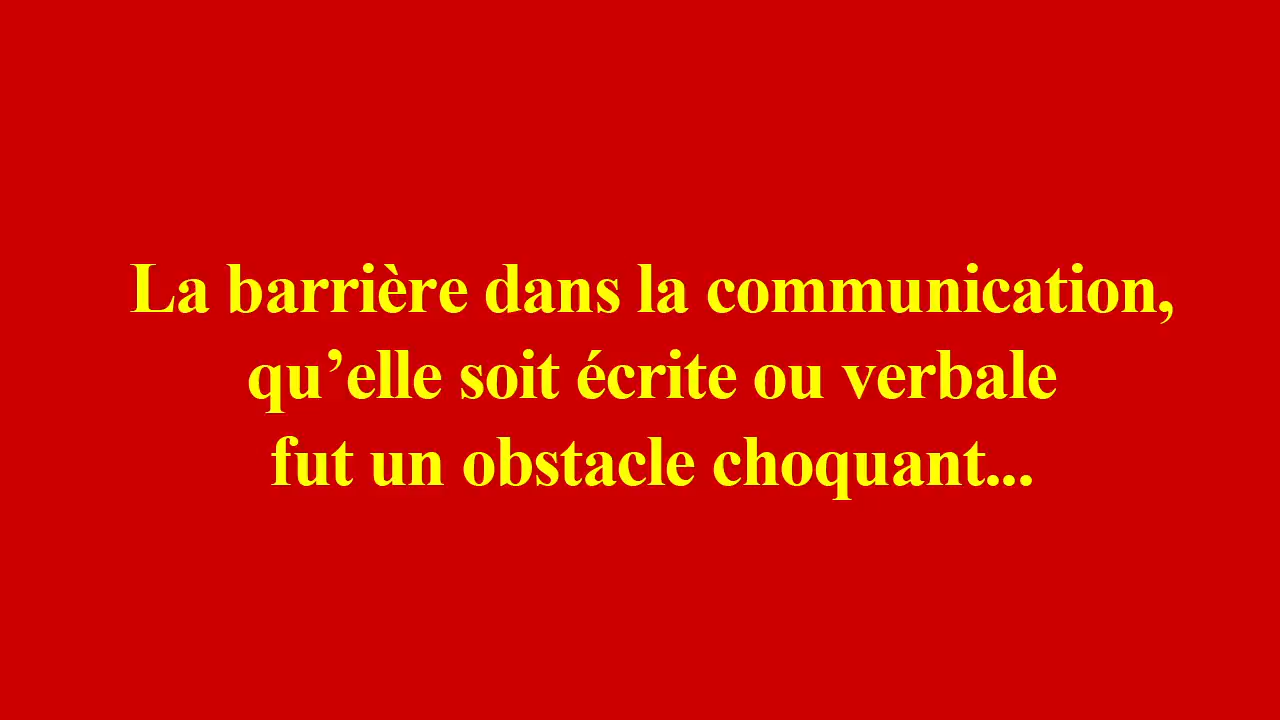 La barrière dans la communication,
qu’elle soit écrite ou verbale
fut un obstacle choquant...